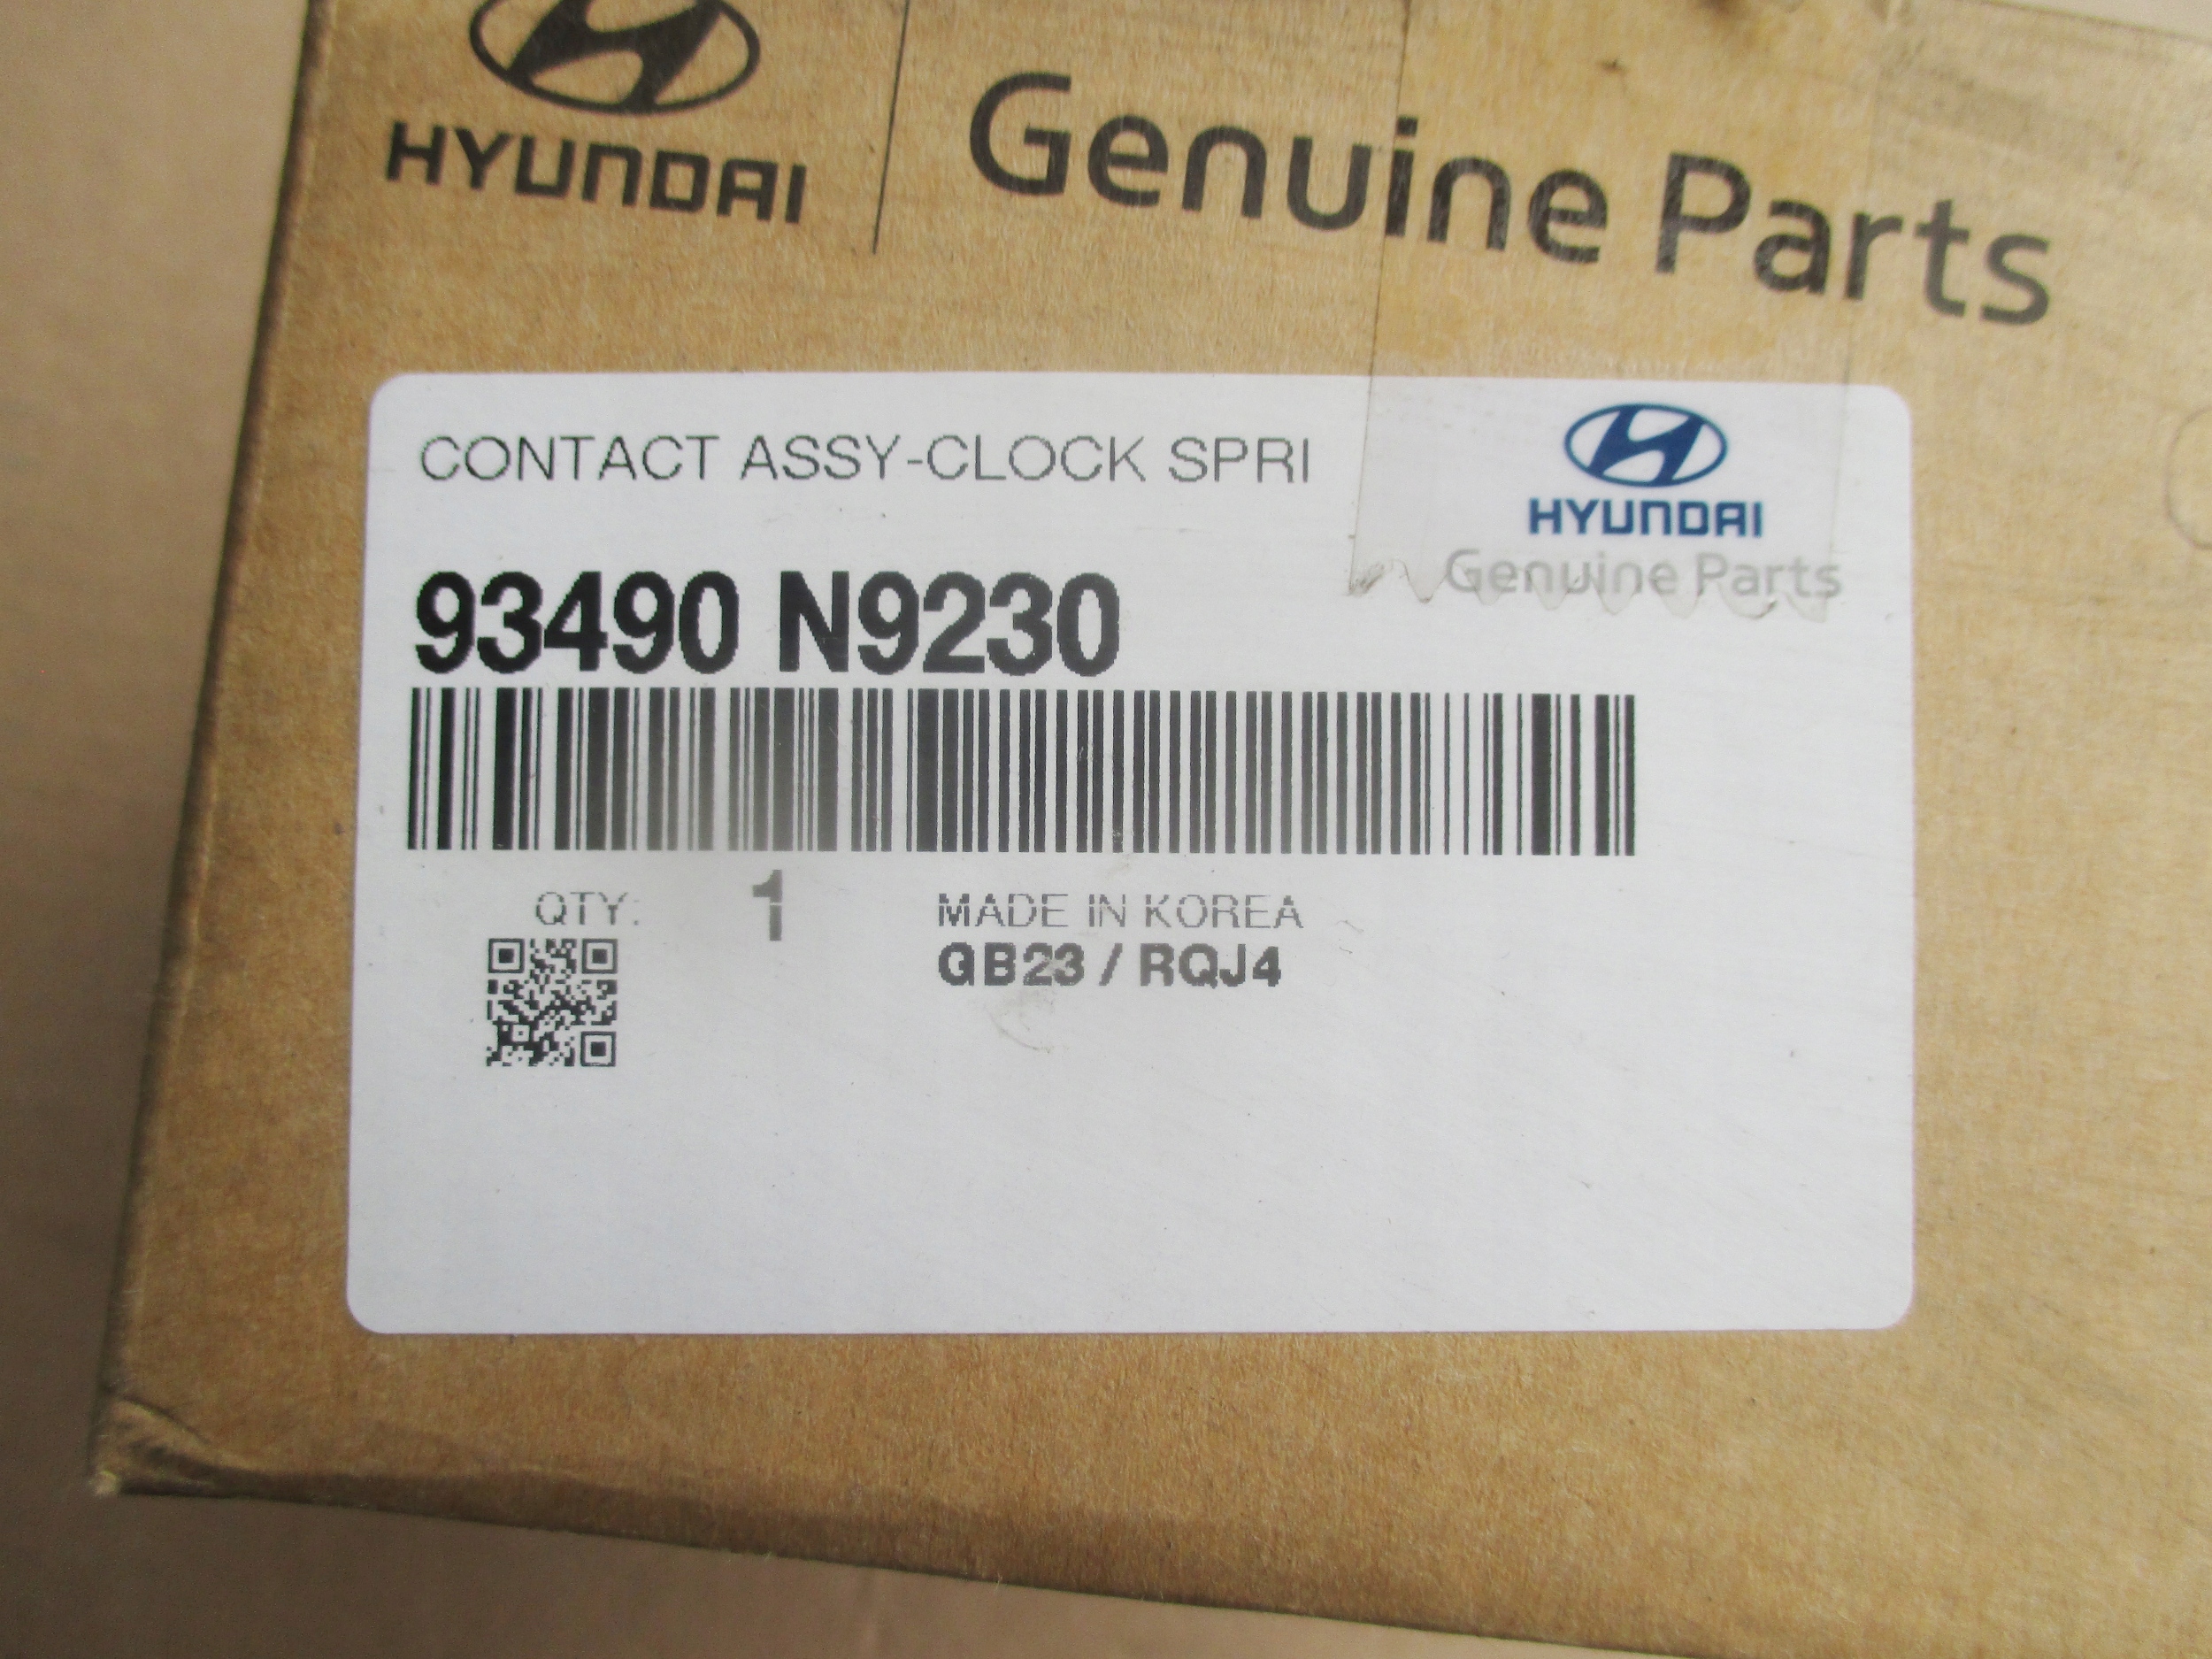 HYUNDAI
Genuine Parts
CONTACT ASSY-CLOCK SPRI
HYUNDAI
Genuine Parts
93490 N9230
QTY: 1 MADE IN KOREA
GB23 / RQJ4